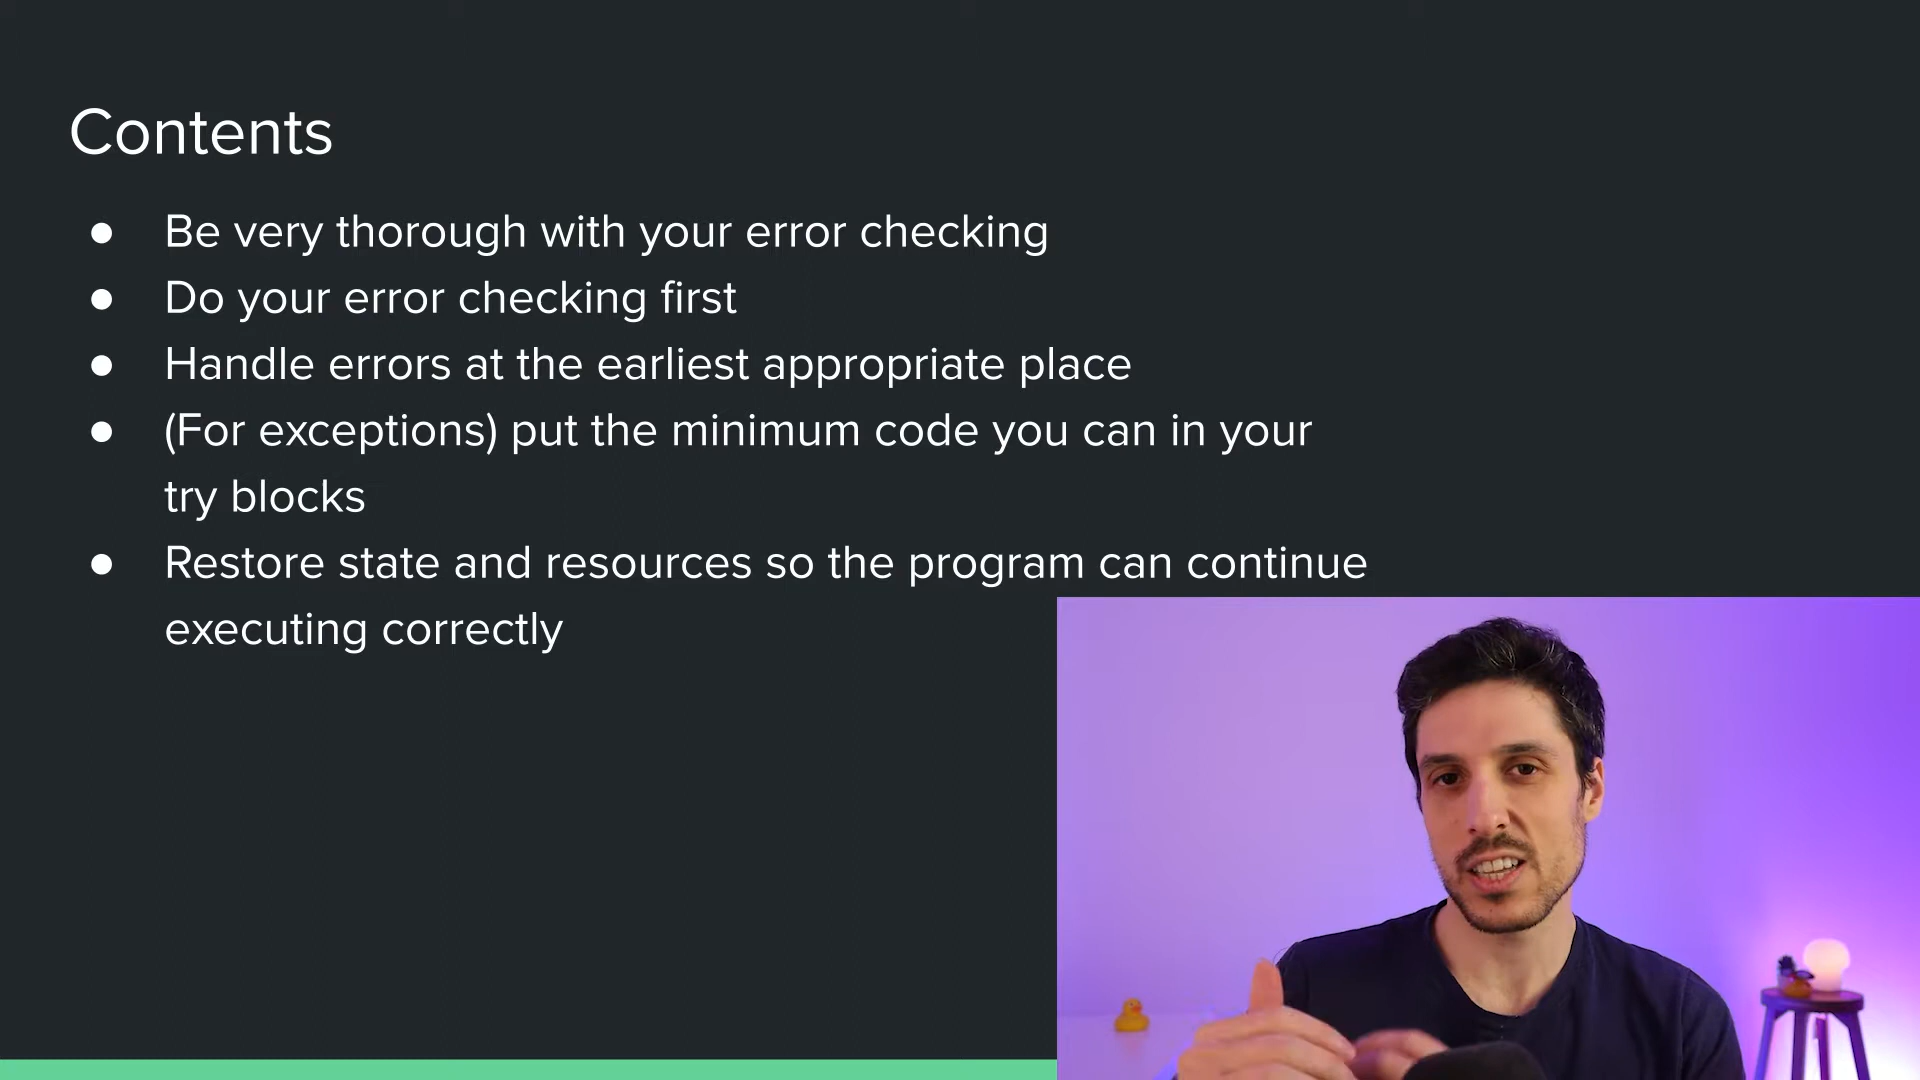 Contents
● Be very thorough with your error checking
● Do your error checking first
● Handle errors at the earliest appropriate place
● (For exceptions) put the minimum code you can in your
try blocks
● Restore state and resources so the program can continue
executing correctly